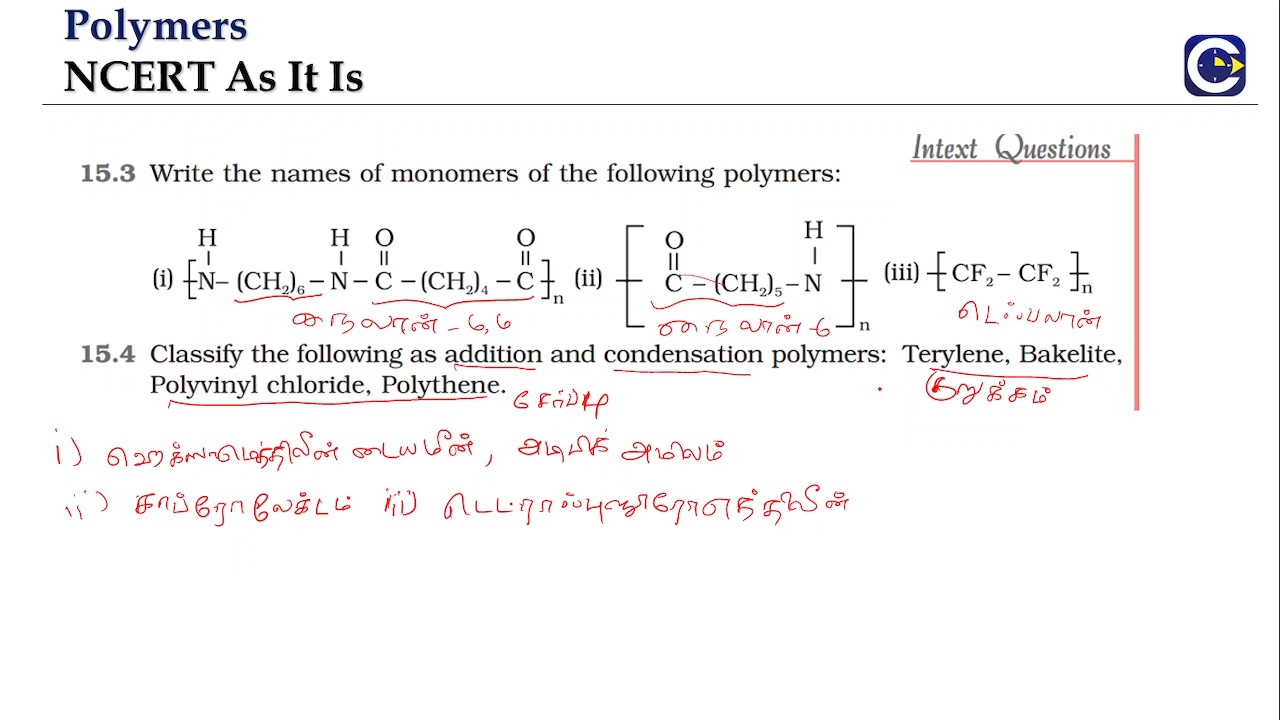 Polymers
NCERT As It Is
Intext Questions
15.3 Write the names of monomers of the following polymers:
H H O O O H
(i) [N– (CH₂)₆ – N – C – (CH₂)₄ – C]ₙ (ii) [C – (CH₂)₅ – N]ₙ (iii) [CF₂ – CF₂]ₙ
நைலான் - 6,6 நைலான் - 6 டெஃப்லான்
15.4 Classify the following as addition and condensation polymers: Terylene, Bakelite,
Polyvinyl chloride, Polythene. சேர்ப்பு குறுக்கம்
i) ஹெக்ஸாமெத்திலீன் டையமீன், அடிபிக் அமிலம்
ii) காப்ரோலேக்டம் iii) டெட்ராஃப்புளூரோஎத்திலீன்